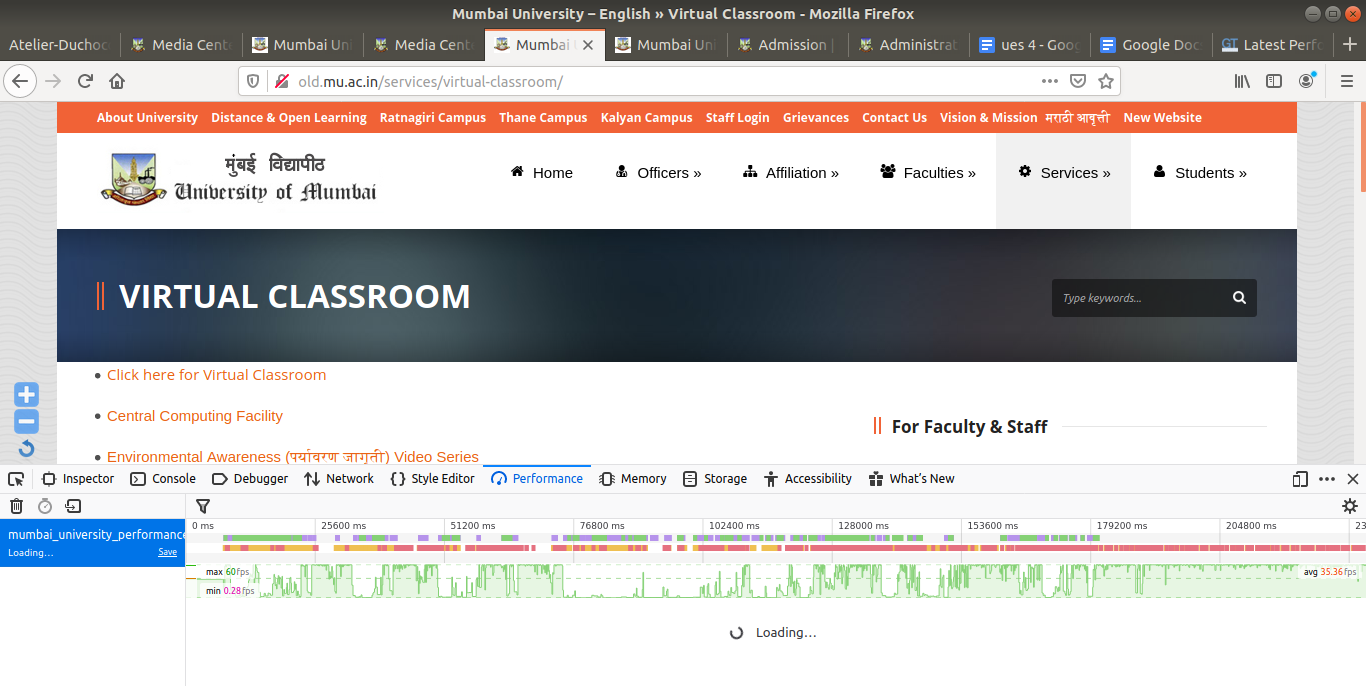 Mumbai University – English » Virtual Classroom - Mozilla Firefox
Atelier-Duchoc Media Cent Mumbai Uni Media Cent Mumbai Mumbai Uni Admission | Administrat ues 4 - Goog Google Doc Latest Perfo
old.mu.ac.in/services/virtual-classroom/
About University Distance & Open Learning Ratnagiri Campus Thane Campus Kalyan Campus Staff Login Grievances Contact Us Vision & Mission मराठी आवृत्ती New Website
मुंबई विद्यापीठ
University of Mumbai
Home Officers » Affiliation » Faculties » Services » Students »
VIRTUAL CLASSROOM
Type keywords...
Click here for Virtual Classroom
Central Computing Facility
For Faculty & Staff
Environmental Awareness (पर्यावरण जागृती) Video Series
Inspector Console Debugger Network Style Editor Performance Memory Storage Accessibility What's New
mumbai_university_performance
Loading… Save
0 ms 25600 ms 51200 ms 76800 ms 102400 ms 128000 ms 153600 ms 179200 ms 204800 ms 23
max 60fps
avg 35.36fps
min 0.28fps
Loading…